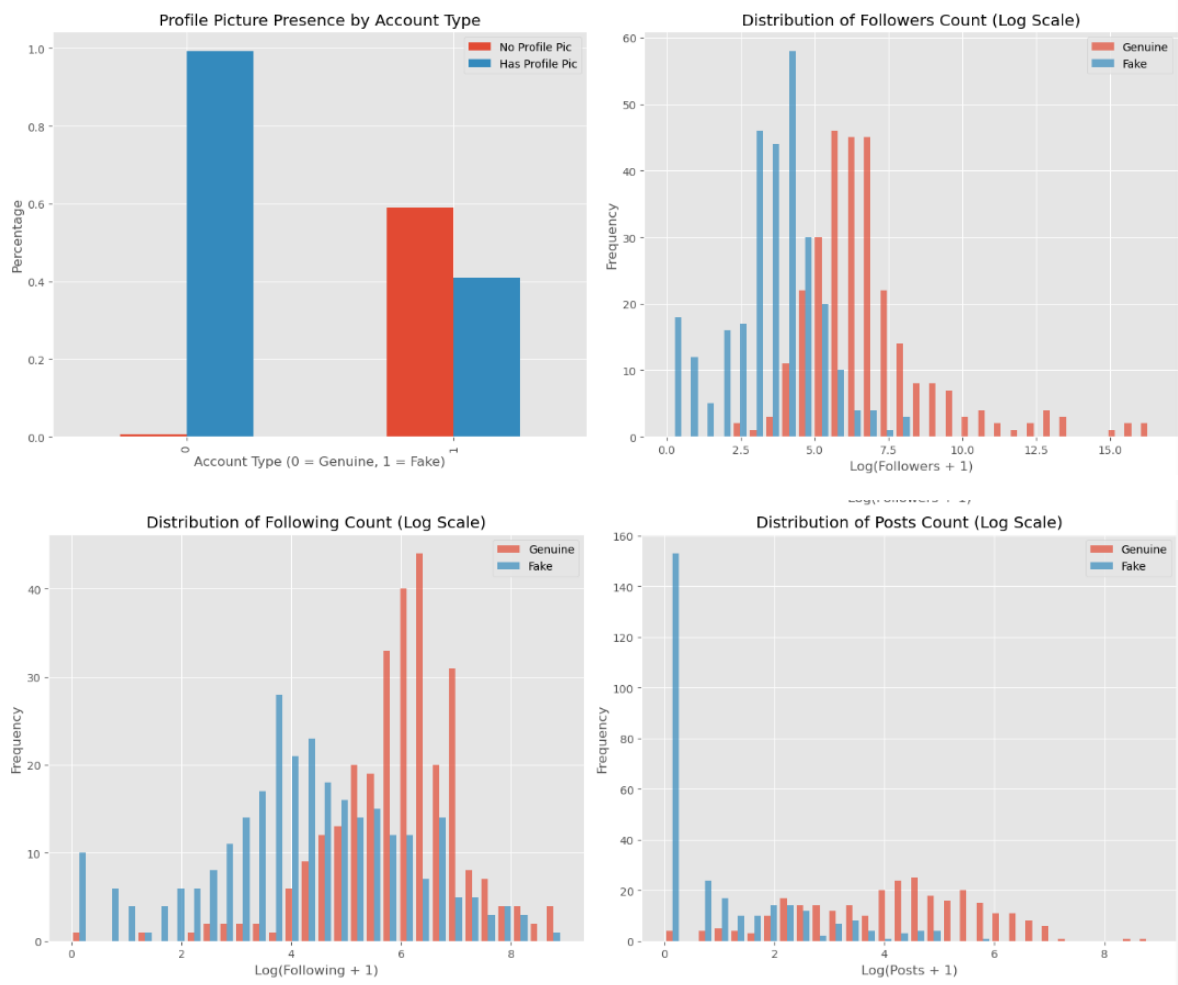 Profile Picture Presence by Account Type
No Profile Pic
Has Profile Pic
Percentage
1.0
0.8
0.6
0.4
0.2
0.0
0
1
Account Type (0 = Genuine, 1 = Fake)
Distribution of Followers Count (Log Scale)
Genuine
Fake
Frequency
60
50
40
30
20
10
0
0.0 2.5 5.0 7.5 10.0 12.5 15.0
Log(Followers + 1)
Log(Followers + 1)
Distribution of Following Count (Log Scale)
Genuine
Fake
Frequency
40
30
20
10
0
0 2 4 6 8
Log(Following + 1)
Distribution of Posts Count (Log Scale)
Genuine
Fake
Frequency
160
140
120
100
80
60
40
20
0
0 2 4 6 8
Log(Posts + 1)